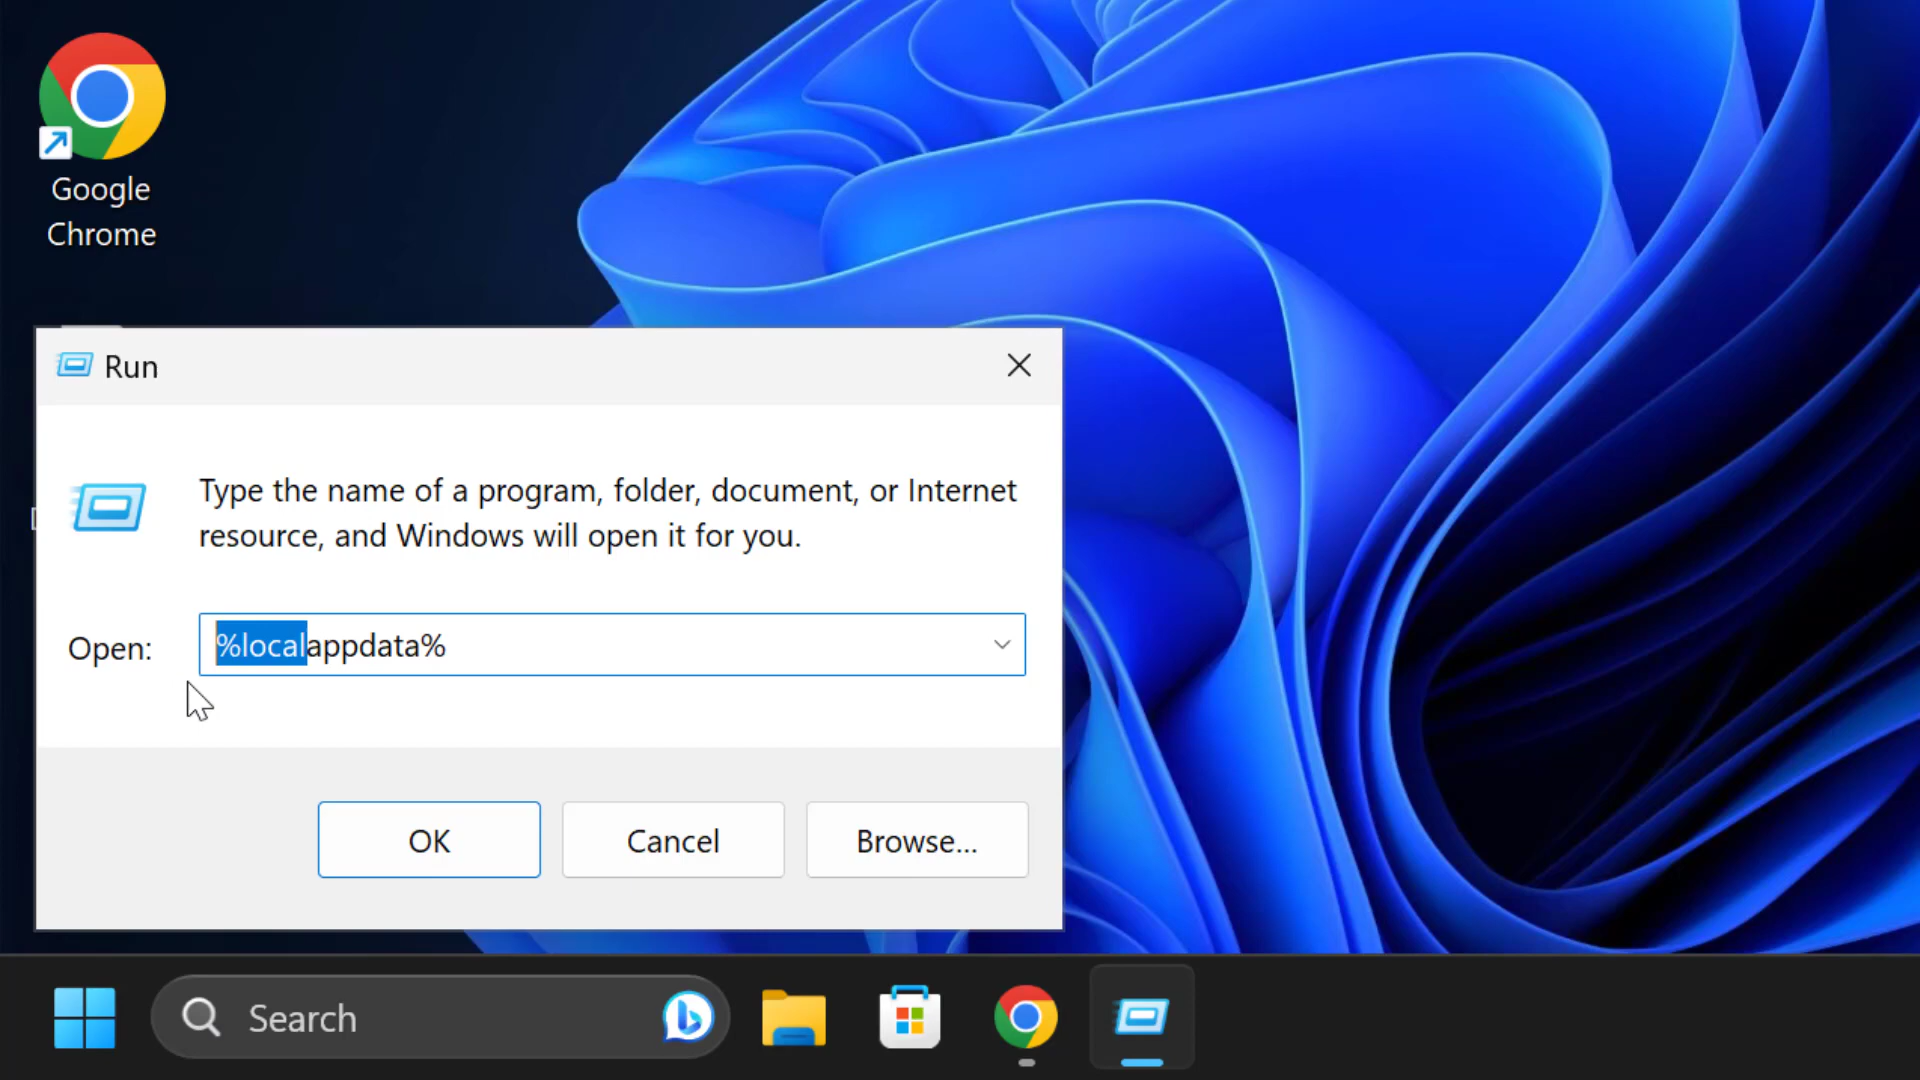 Google
Chrome
Run
Type the name of a program, folder, document, or Internet
resource, and Windows will open it for you.
Open:
%localappdata%
OK
Cancel
Browse...
Search